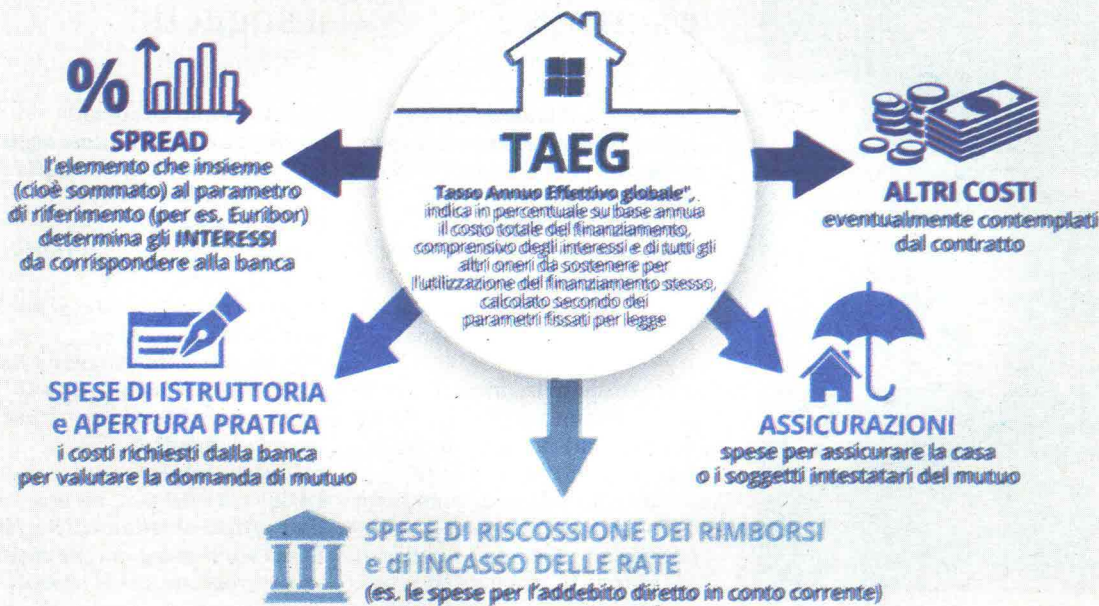 TAEG
Tasso Annuo Effettivo globale",
indica in percentuale su base annua
il costo totale del finanziamento,
comprensivo degli interessi e di tutti gli
altri oneri da sostenere per
l'utilizzazione del finanziamento stesso,
calcolato secondo dei
parametri fissati per legge
%
SPREAD
l'elemento che insieme
(cioè sommato) al parametro
di riferimento (per es. Euribor)
determina gli INTERESSI
da corrispondere alla banca
ALTRI COSTI
eventualmente contemplati
dal contratto
SPESE DI ISTRUTTORIA
e APERTURA PRATICA
i costi richiesti dalla banca
per valutare la domanda di mutuo
ASSICURAZIONI
spese per assicurare la casa
o i soggetti intestatari del mutuo
SPESE DI RISCOSSIONE DEI RIMBORSI
e di INCASSO DELLE RATE
(es. le spese per l'addebito diretto in conto corrente)